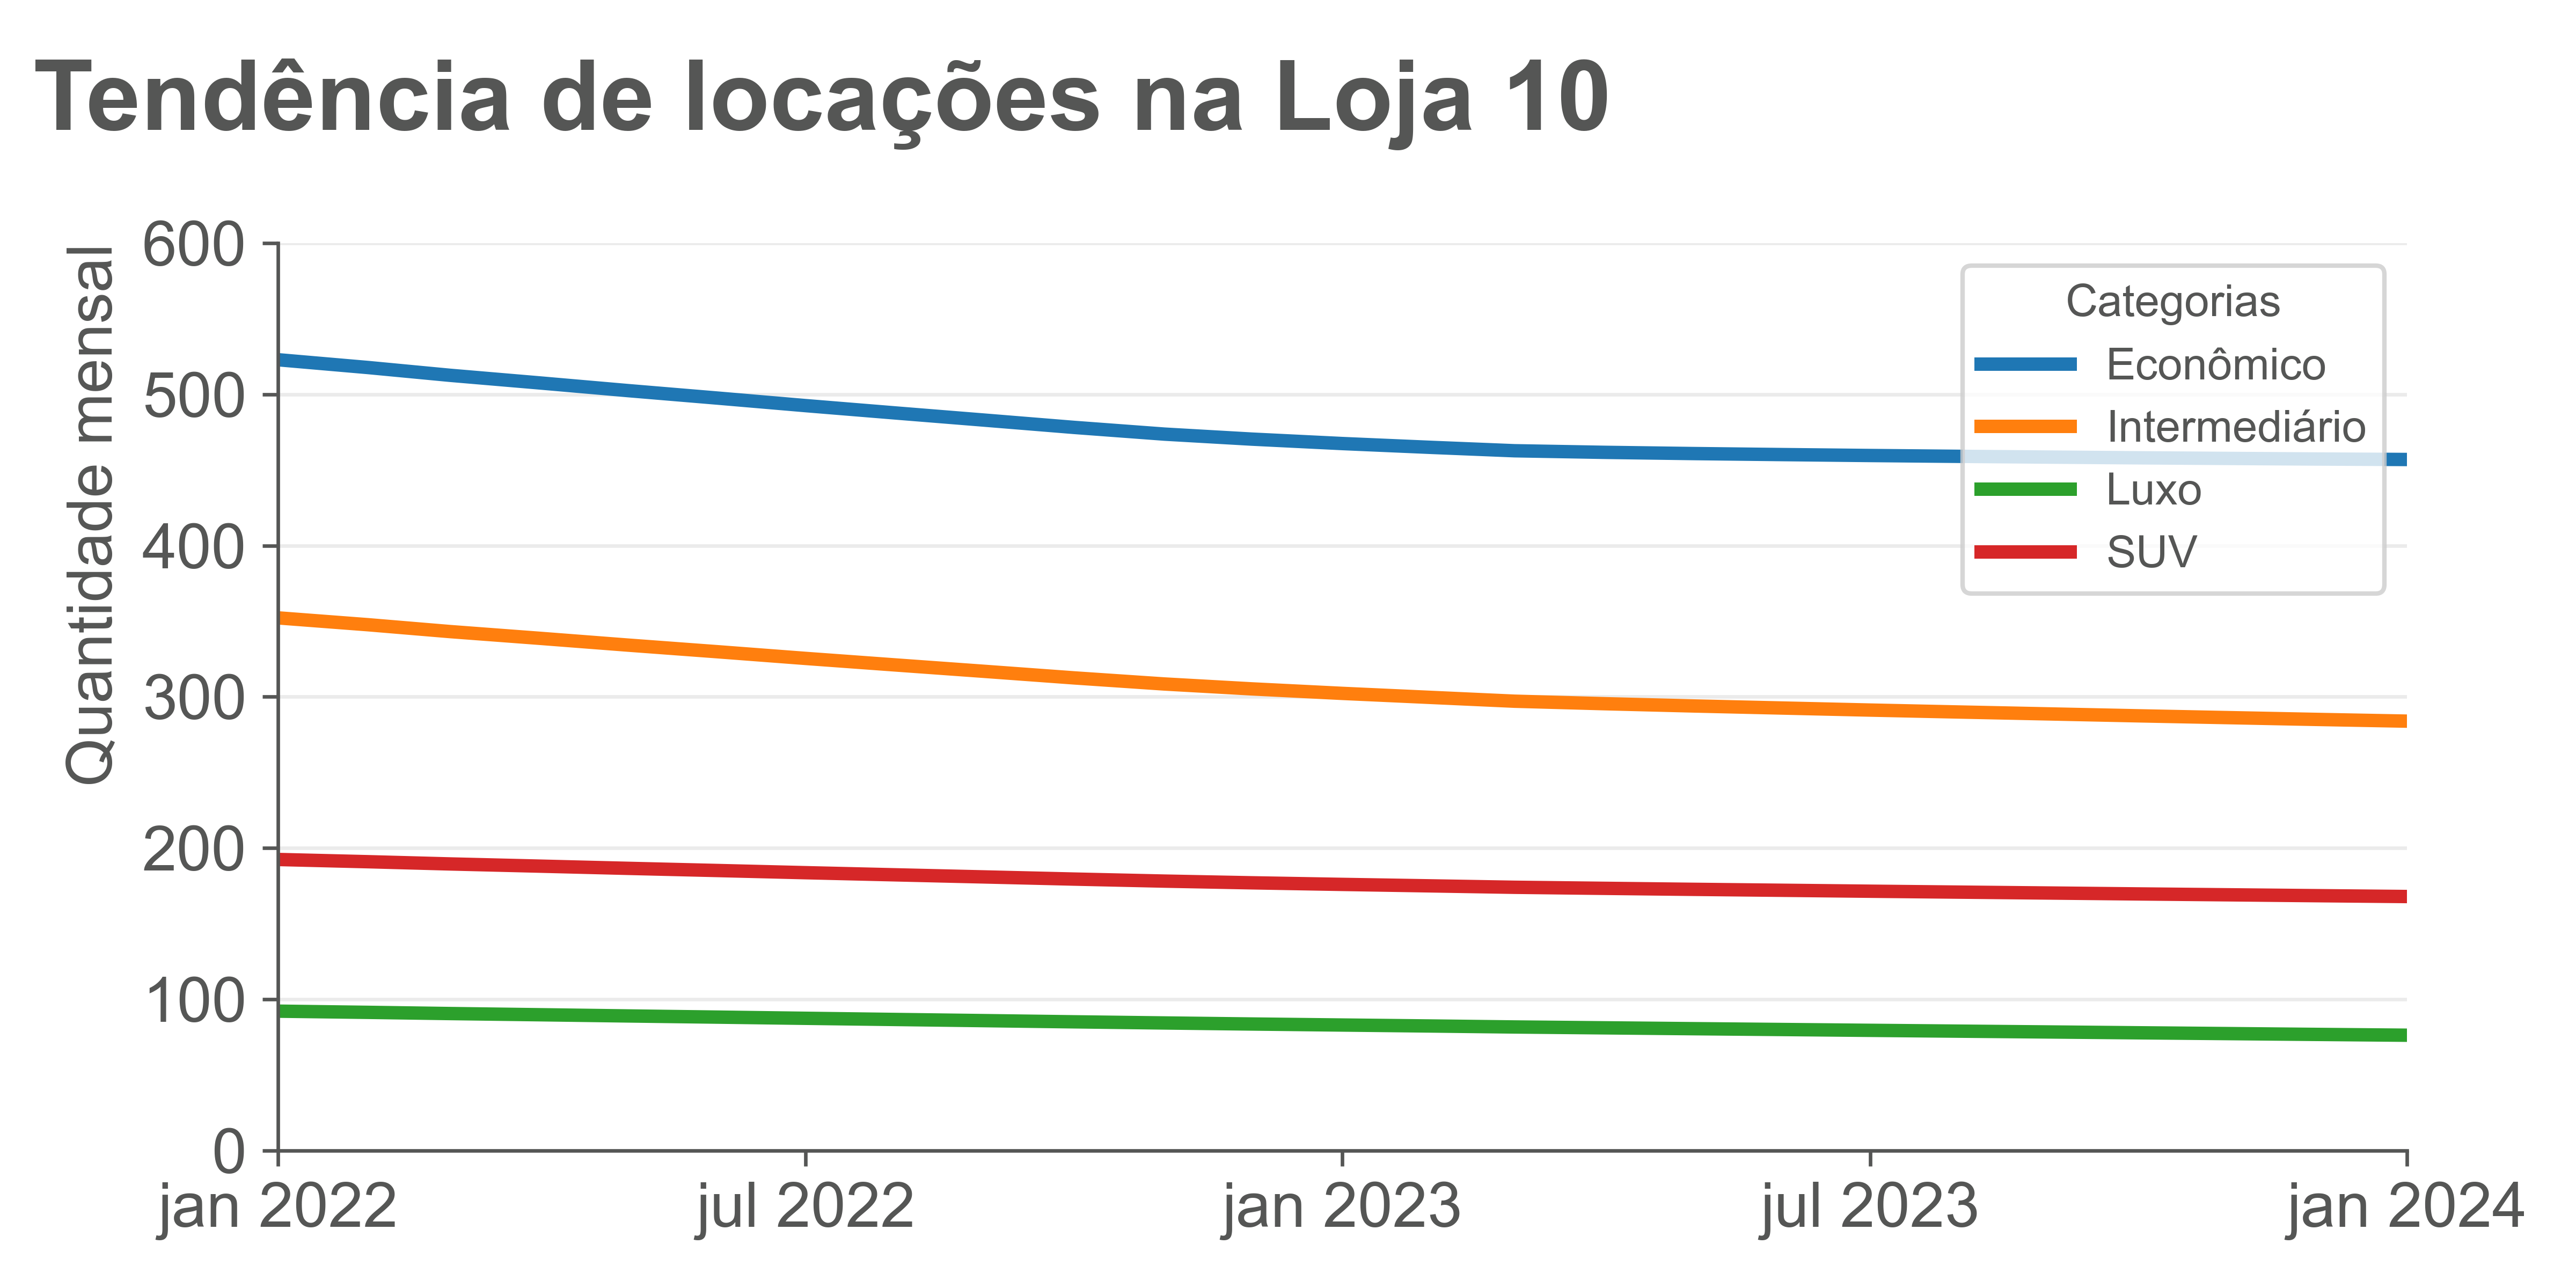 Tendência de locações na Loja 10
Quantidade mensal
600
500
400
300
200
100
0
jan 2022
jul 2022
jan 2023
jul 2023
jan 2024
Categorias
Econômico
Intermediário
Luxo
SUV